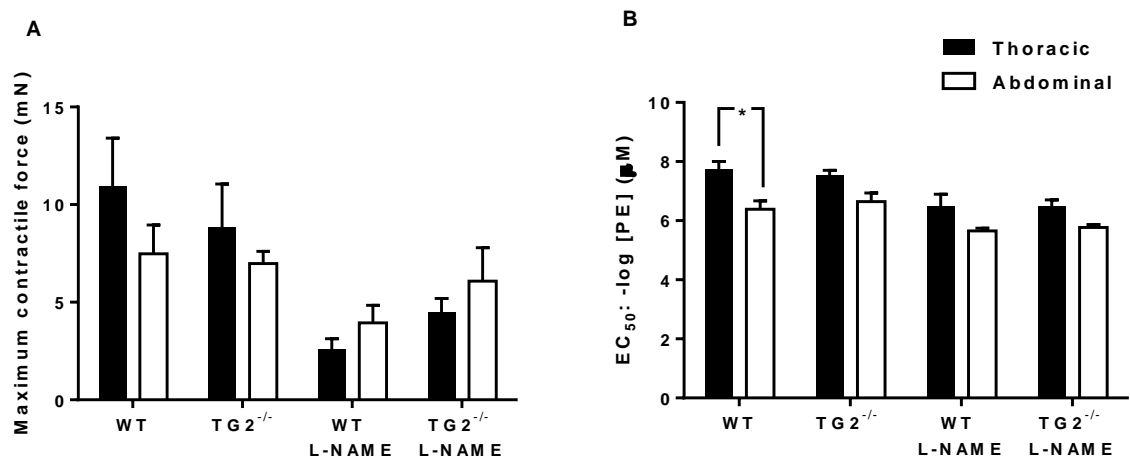 A
Maximum contractile force (mN)
15
10
5
0
WT
TG2-/-
WT
L-NAME
TG2-/-
L-NAME
B
Thoracic
Abdominal
EC50: -log [PE] (μM)
10
8
6
4
2
0
*
WT
TG2-/-
WT
L-NAME
TG2-/-
L-NAME